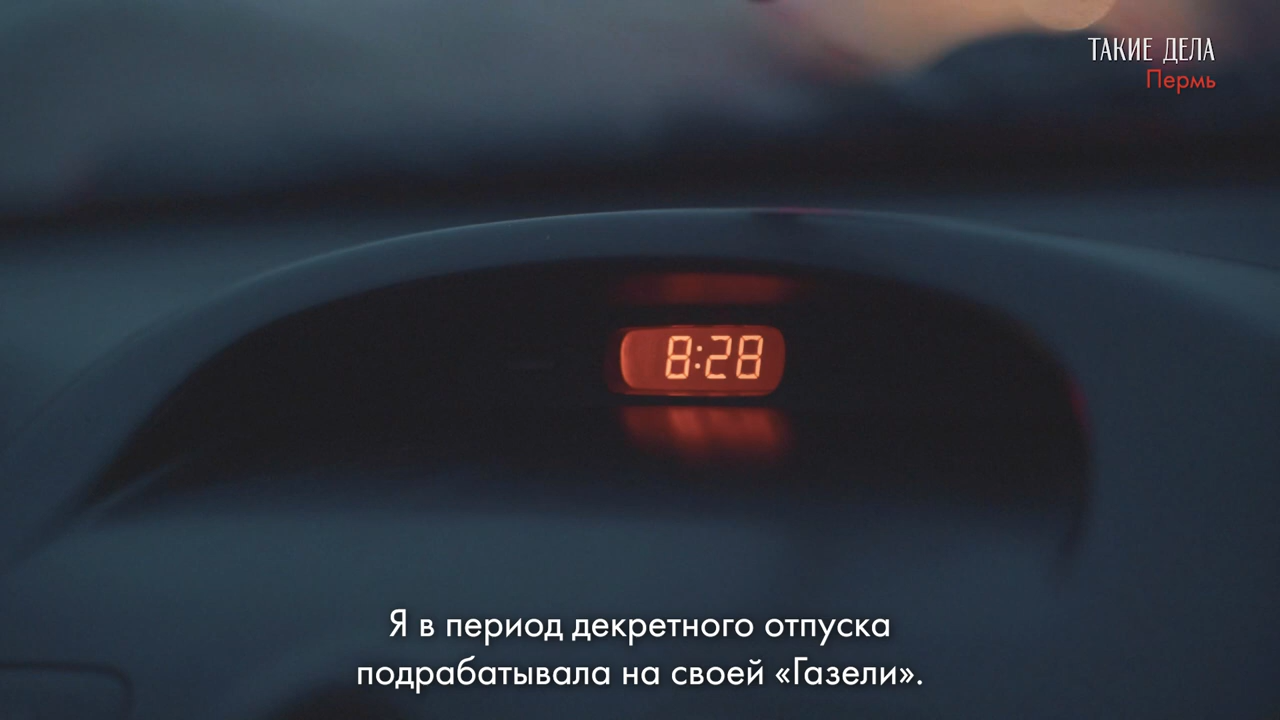 ТАКИЕ ДЕЛА
Пермь
8:28
Я в период декретного отпуска
подрабатывала на своей «Газели».